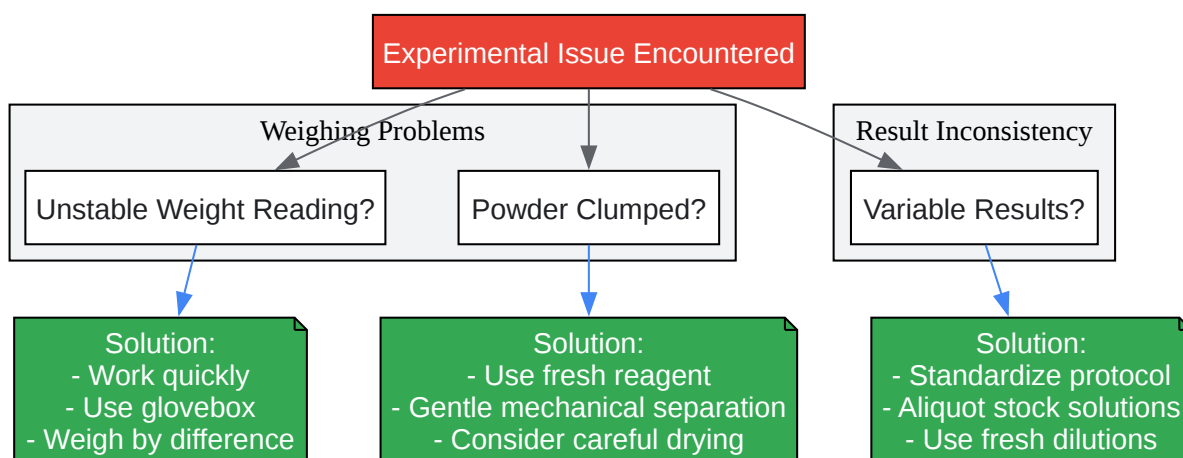 Experimental Issue Encountered
Weighing Problems
Result Inconsistency
Unstable Weight Reading?
Powder Clumped?
Variable Results?
Solution:
- Work quickly
- Use glovebox
- Weigh by difference
Solution:
- Use fresh reagent
- Gentle mechanical separation
- Consider careful drying
Solution:
- Standardize protocol
- Aliquot stock solutions
- Use fresh dilutions